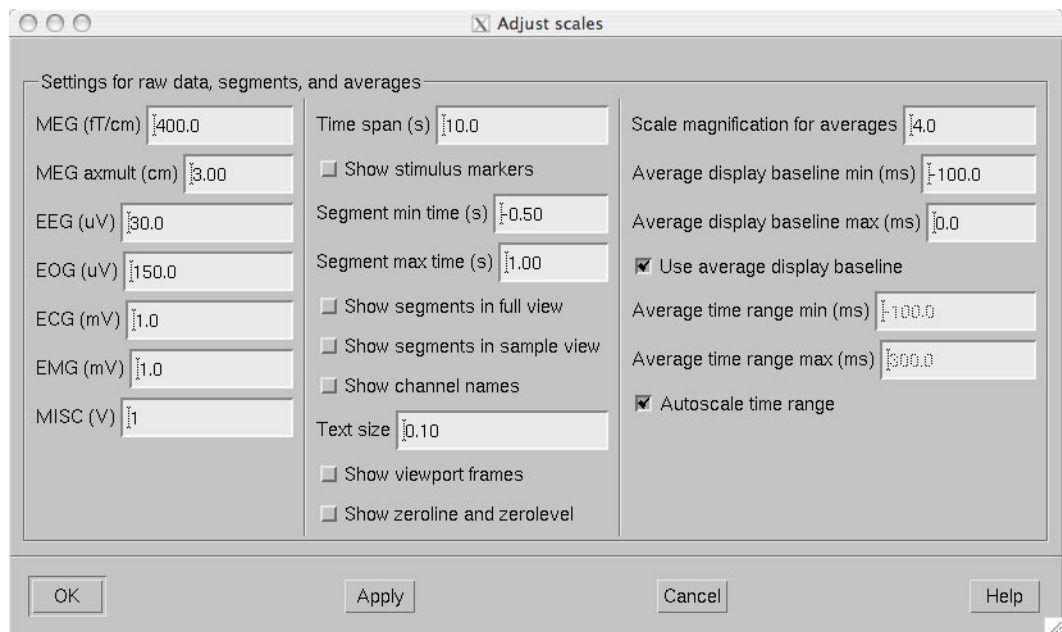 Adjust scales
Settings for raw data, segments, and averages
MEG (fT/cm) 400.0
MEG axmult (cm) 3.00
EEG (uV) 30.0
EOG (uV) 150.0
ECG (mV) 1.0
EMG (mV) 1.0
MISC (V) 1
Time span (s) 10.0
Show stimulus markers
Segment min time (s) -0.50
Segment max time (s) 1.00
Show segments in full view
Show segments in sample view
Show channel names
Text size 0.10
Show viewport frames
Show zeroline and zerolevel
Scale magnification for averages 4.0
Average display baseline min (ms) -100.0
Average display baseline max (ms) 0.0
Use average display baseline
Average time range min (ms) -100.0
Average time range max (ms) 300.0
Autoscale time range
OK
Apply
Cancel
Help